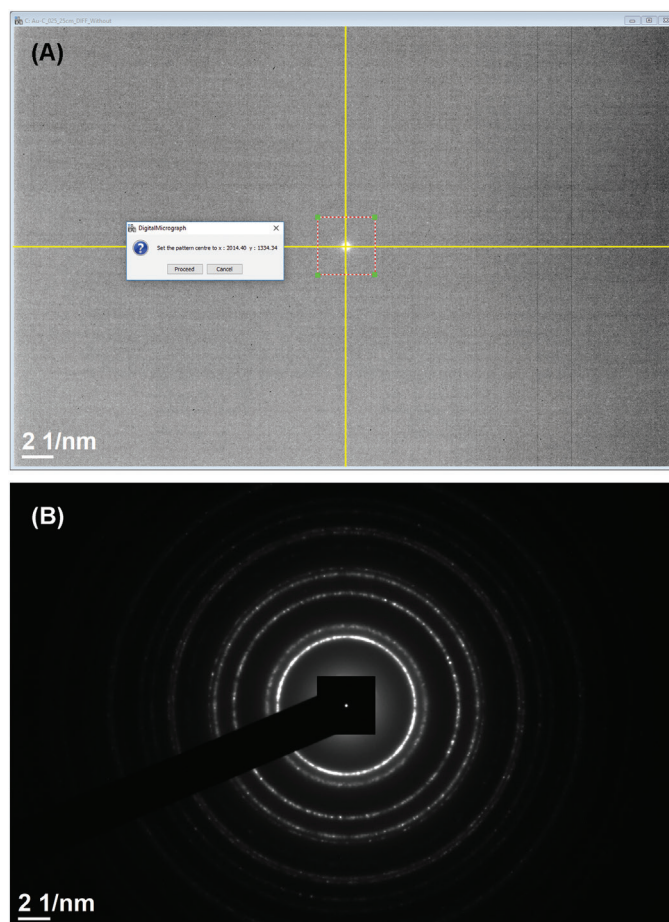 C: Au-C_025_25cm_DIFF_Without
(A)
DigitalMicrograph
Set the pattern centre to x : 2014.40 y : 1334.34
Proceed
Cancel
2 1/nm
(B)
2 1/nm